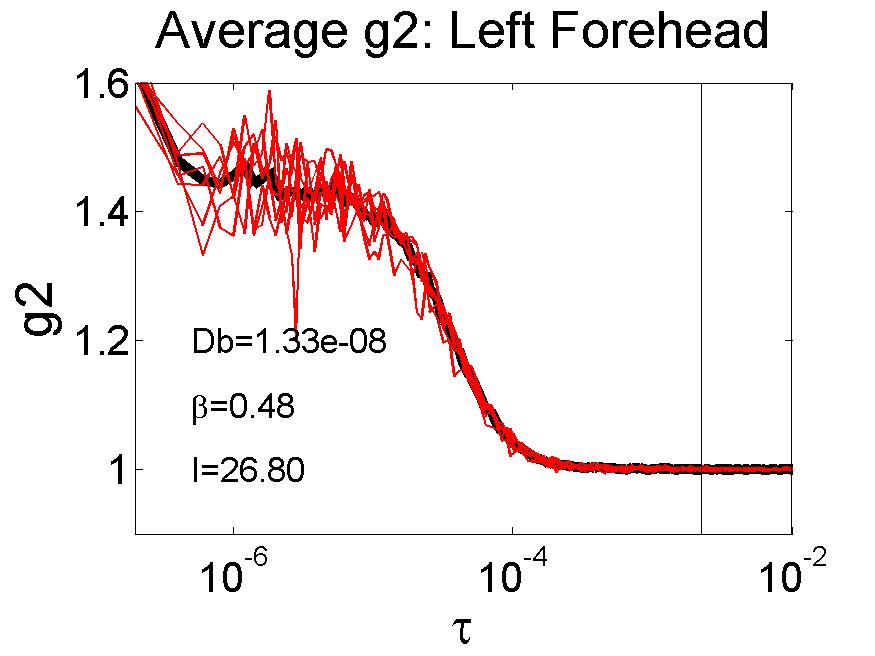 Average g2: Left Forehead
1.6
1.4
1.2
1
g2
Db=1.33e-08
β=0.48
I=26.80
10^-6
10^-4
10^-2
τ